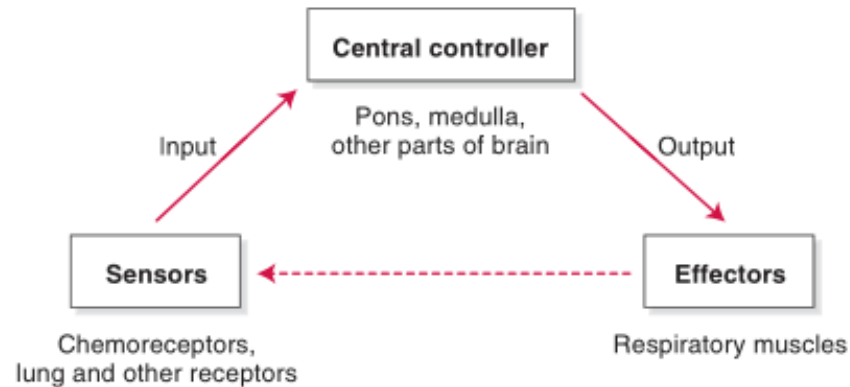 Central controller
Pons, medulla,
other parts of brain
Input
Output
Sensors
Effectors
Chemoreceptors,
lung and other receptors
Respiratory muscles